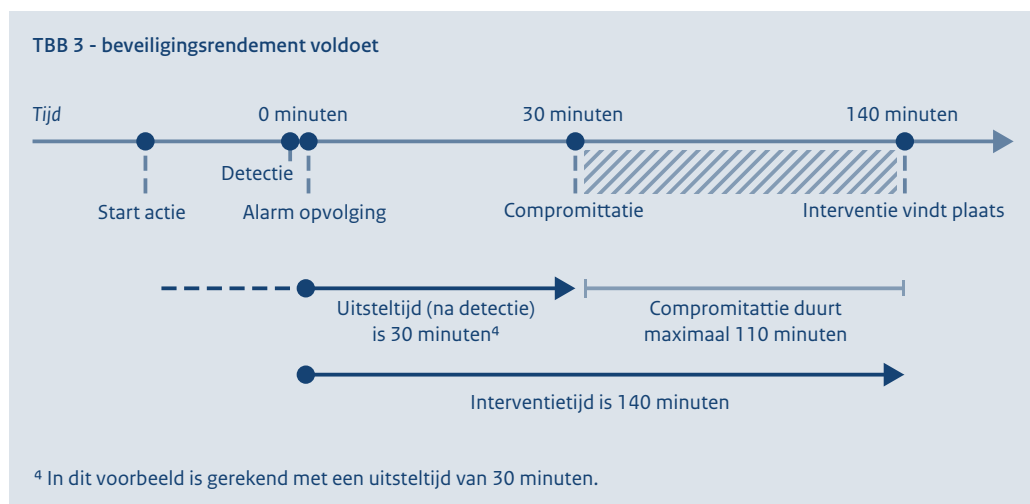 TBB 3 - beveiligingsrendement voldoet
Tijd
0 minuten
30 minuten
140 minuten
Detectie
Start actie
Alarm opvolging
Compromittatie
Interventie vindt plaats
Uitsteltijd (na detectie)
is 30 minuten⁴
Compromitattie duurt
maximaal 110 minuten
Interventietijd is 140 minuten
⁴ In dit voorbeeld is gerekend met een uitsteltijd van 30 minuten.